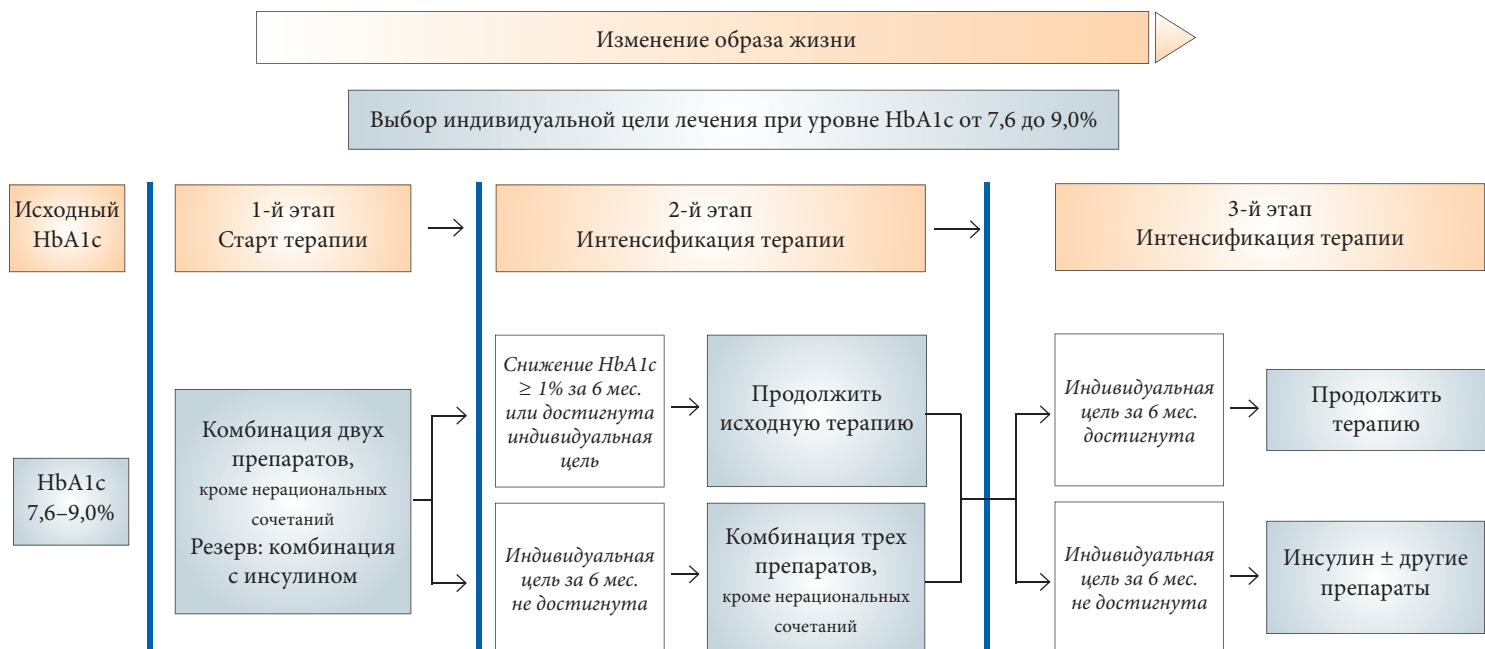 Изменение образа жизни
Выбор индивидуальной цели лечения при уровне HbA1c от 7,6 до 9,0%
Исходный
HbA1c
1-й этап
Старт терапии
2-й этап
Интенсификация терапии
3-й этап
Интенсификация терапии
HbA1c
7,6–9,0%
Комбинация двух
препаратов,
кроме нерациональных
сочетаний
Резерв: комбинация
с инсулином
Снижение HbA1c
≥ 1% за 6 мес.
или достигнута
индивидуальная
цель
Продолжить
исходную терапию
Индивидуальная
цель за 6 мес.
не достигнута
Комбинация трех
препаратов,
кроме нерациональных
сочетаний
Индивидуальная
цель за 6 мес.
достигнута
Продолжить
терапию
Индивидуальная
цель за 6 мес.
не достигнута
Инсулин ± другие
препараты